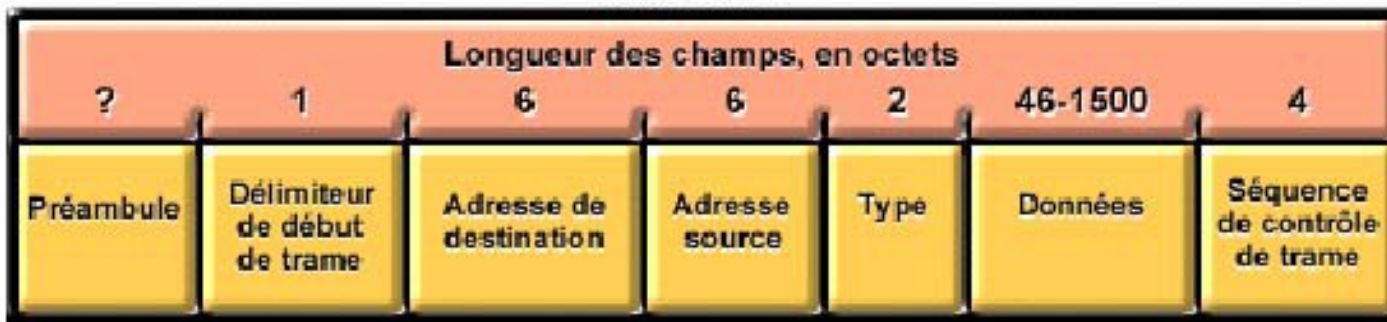 Longueur des champs, en octets
? 1 6 6 2 46-1500 4
Préambule
Délimiteur
de début
de trame
Adresse de
destination
Adresse
source
Type
Données
Séquence
de contrôle
de trame